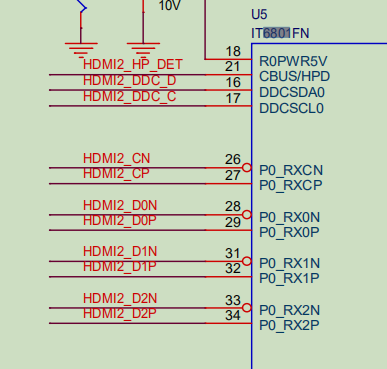 10V
U5
IT6801FN
18 R0PWR5V
HDMI2_HP_DET 21 CBUS/HPD
HDMI2_DDC_D 16 DDCSDA0
HDMI2_DDC_C 17 DDCSCL0
HDMI2_CN 26 P0_RXCN
HDMI2_CP 27 P0_RXCP
HDMI2_D0N 28 P0_RX0N
HDMI2_D0P 29 P0_RX0P
HDMI2_D1N 31 P0_RX1N
HDMI2_D1P 32 P0_RX1P
HDMI2_D2N 33 P0_RX2N
HDMI2_D2P 34 P0_RX2P